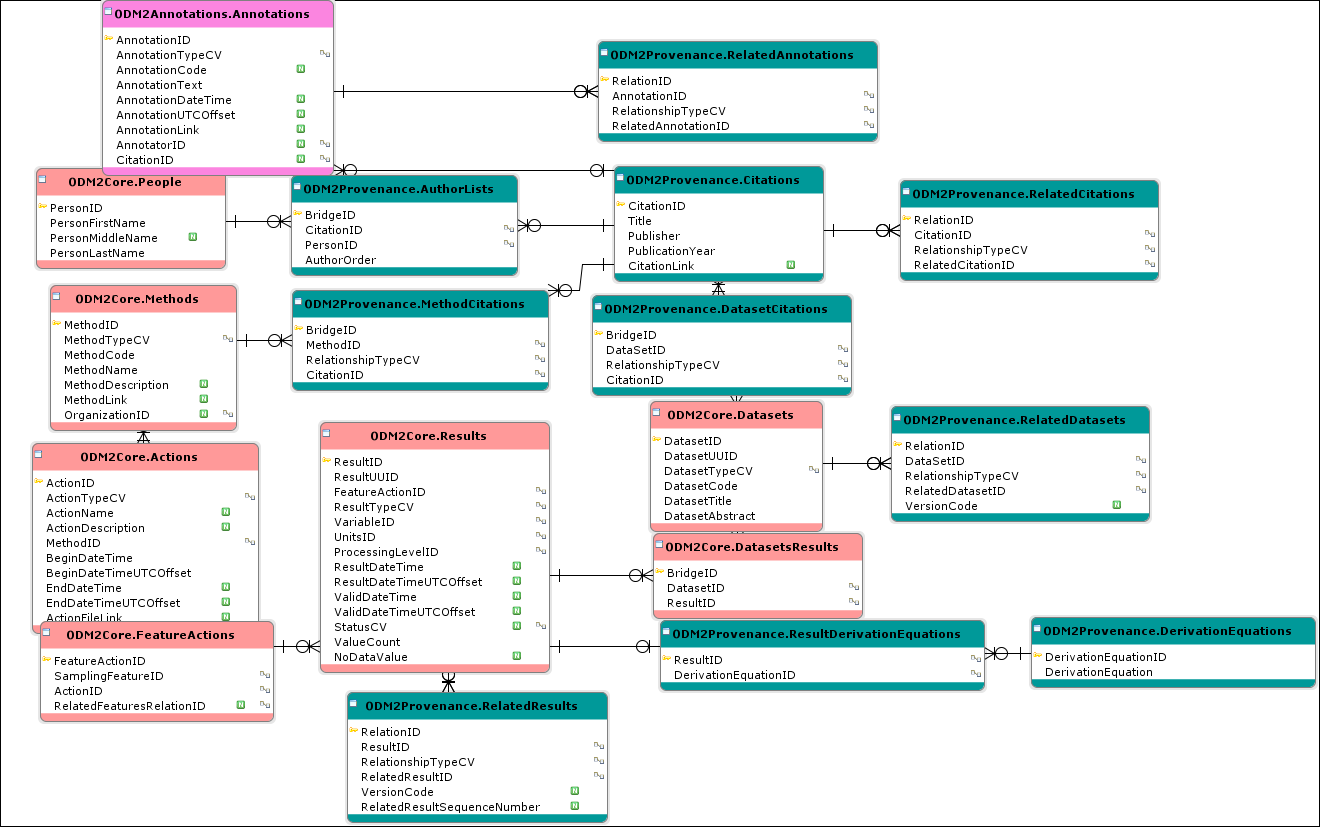 ODM2Annotations.Annotations
AnnotationID
AnnotationTypeCV
AnnotationCode
N
AnnotationText
AnnotationDateTime
N
AnnotationUTCOffset
N
AnnotationLink
N
AnnotatorID
N
CitationID
N
ODM2Provenance.RelatedAnnotations
RelationID
AnnotationID
RelationshipTypeCV
RelatedAnnotationID
ODM2Core.People
PersonID
PersonFirstName
PersonMiddleName
N
PersonLastName
ODM2Provenance.AuthorLists
BridgeID
CitationID
PersonID
AuthorOrder
ODM2Provenance.Citations
CitationID
Title
Publisher
PublicationYear
CitationLink
N
ODM2Provenance.RelatedCitations
RelationID
CitationID
RelationshipTypeCV
RelatedCitationID
ODM2Core.Methods
MethodID
MethodTypeCV
MethodCode
MethodName
MethodDescription
N
MethodLink
N
OrganizationID
N
ODM2Provenance.MethodCitations
BridgeID
MethodID
RelationshipTypeCV
CitationID
ODM2Provenance.DatasetCitations
BridgeID
DataSetID
RelationshipTypeCV
CitationID
ODM2Core.Datasets
DatasetID
DatasetUUID
DatasetTypeCV
DatasetCode
DatasetTitle
DatasetAbstract
ODM2Provenance.RelatedDatasets
RelationID
DataSetID
RelationshipTypeCV
RelatedDatasetID
VersionCode
N
ODM2Core.Actions
ActionID
ActionTypeCV
ActionName
N
ActionDescription
N
MethodID
BeginDateTime
BeginDateTimeUTCOffset
EndDateTime
N
EndDateTimeUTCOffset
N
ActionFileLink
N
ODM2Core.Results
ResultID
ResultUUID
FeatureActionID
ResultTypeCV
VariableID
UnitsID
ProcessingLevelID
ResultDateTime
N
ResultDateTimeUTCOffset
N
ValidDateTime
N
ValidDateTimeUTCOffset
N
StatusCV
N
ValueCount
NoDataValue
N
ODM2Core.DatasetsResults
BridgeID
DatasetID
ResultID
ODM2Core.FeatureActions
FeatureActionID
SamplingFeatureID
ActionID
RelatedFeaturesRelationID
N
ODM2Provenance.ResultDerivationEquations
ResultID
DerivationEquationID
ODM2Provenance.DerivationEquations
DerivationEquationID
DerivationEquation
ODM2Provenance.RelatedResults
RelationID
ResultID
RelationshipTypeCV
RelatedResultID
VersionCode
N
RelatedResultSequenceNumber
N